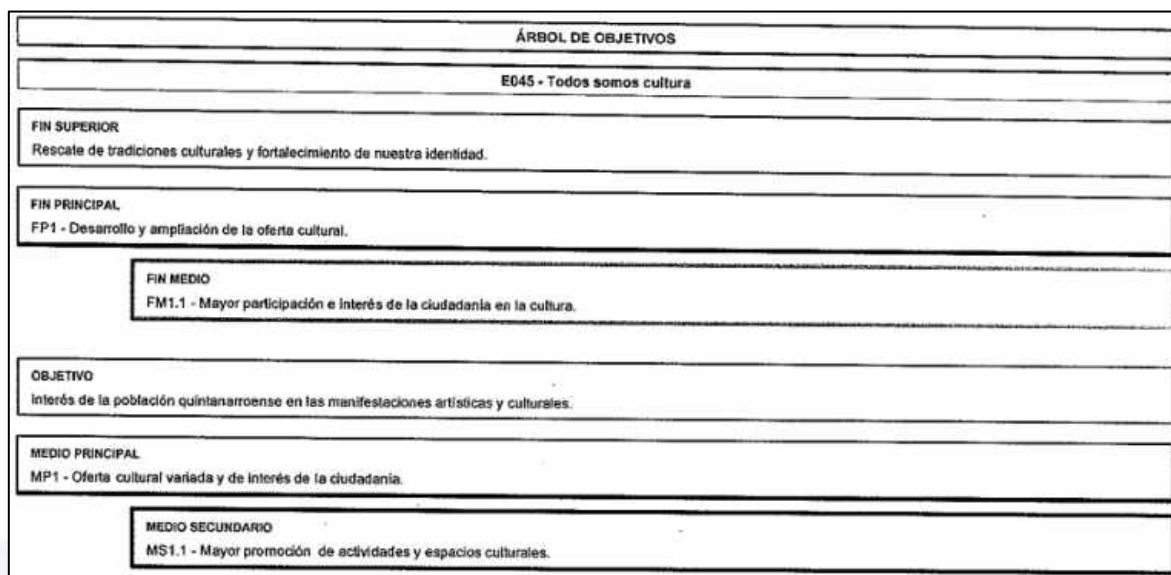 ÁRBOL DE OBJETIVOS
E045 - Todos somos cultura
FIN SUPERIOR
Rescate de tradiciones culturales y fortalecimiento de nuestra identidad.
FIN PRINCIPAL
FP1 - Desarrollo y ampliación de la oferta cultural.
FIN MEDIO
FM1.1 - Mayor participación e interés de la ciudadanía en la cultura.
OBJETIVO
Interés de la población quintanarroense en las manifestaciones artísticas y culturales.
MEDIO PRINCIPAL
MP1 - Oferta cultural variada y de interés de la ciudadanía.
MEDIO SECUNDARIO
MS1.1 - Mayor promoción de actividades y espacios culturales.